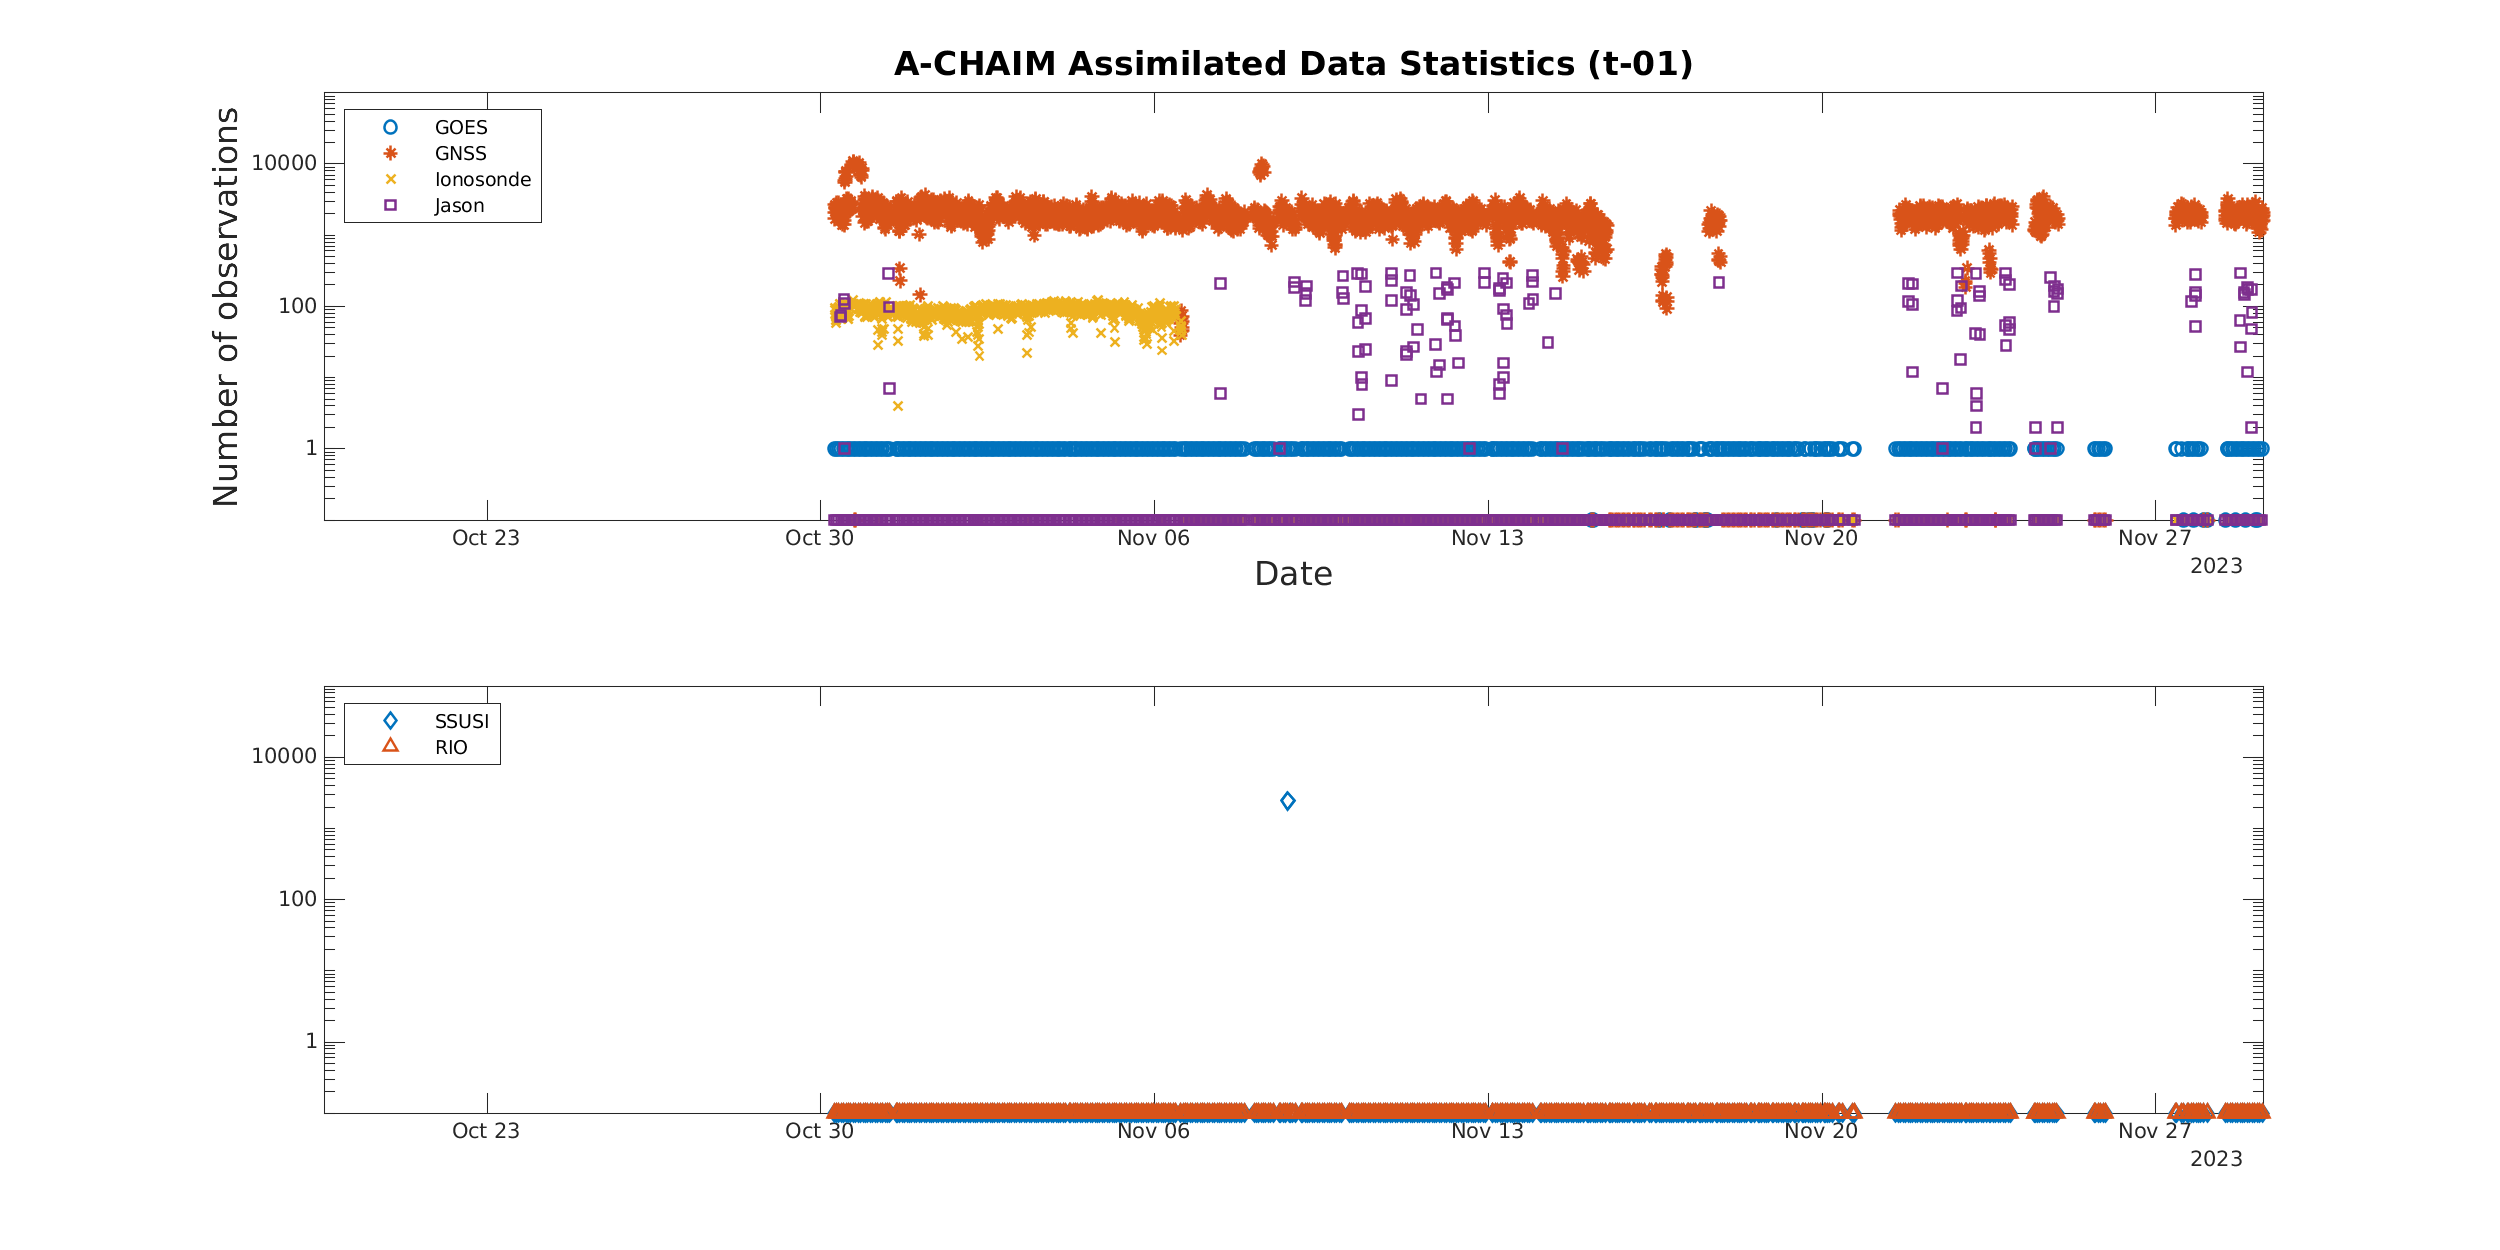 A-CHAIM Assimilated Data Statistics (t-01)
Number of observations
10000
100
1
GOES
GNSS
Ionosonde
Jason
Oct 23
Oct 30
Nov 06
Nov 13
Nov 20
Nov 27
2023
Date
10000
100
1
SSUSI
RIO
Oct 23
Oct 30
Nov 06
Nov 13
Nov 20
Nov 27
2023